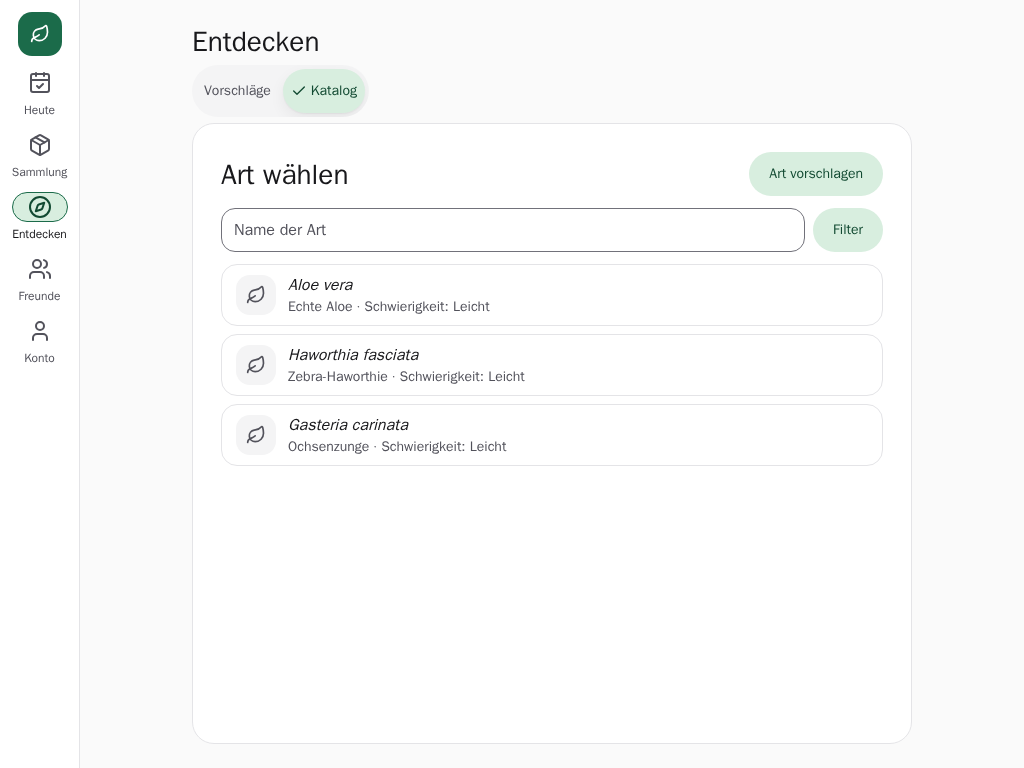 Entdecken
Vorschläge
Katalog
Heute
Sammlung
Entdecken
Freunde
Konto
Art wählen
Art vorschlagen
Name der Art
Filter
Aloe vera
Echte Aloe · Schwierigkeit: Leicht
Haworthia fasciata
Zebra-Haworthie · Schwierigkeit: Leicht
Gasteria carinata
Ochsenzunge · Schwierigkeit: Leicht